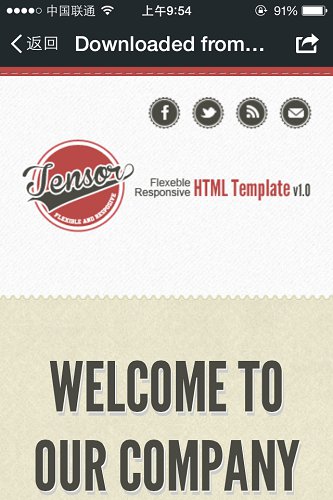 中国联通 上午9:54 91%
返回 Downloaded from...
Tensor
FLEXIBLE AND RESPONSIVE
Flexeble
Responsive HTML Template v1.0
WELCOME TO
OUR COMPANY